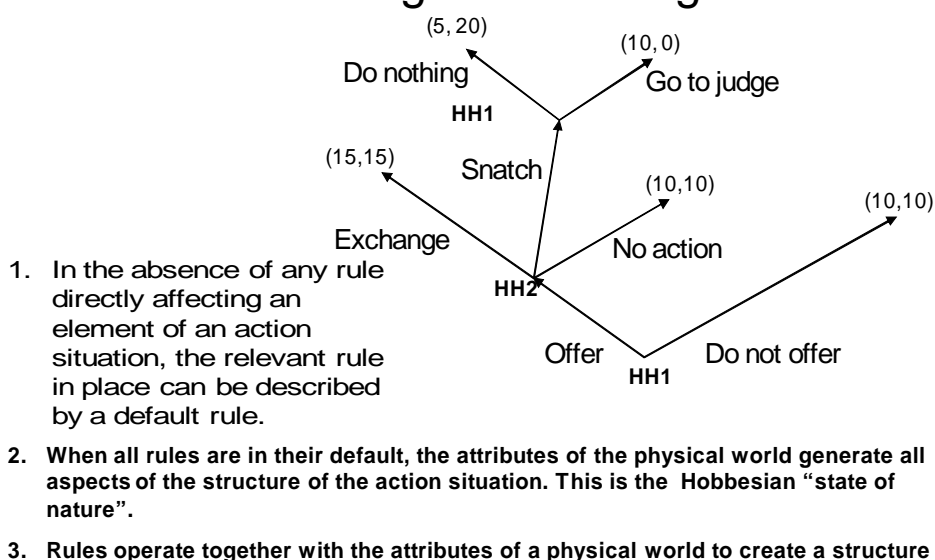 (5, 20)
(10, 0)
Do nothing
Go to judge
HH1
(15,15)
Snatch
(10,10)
(10,10)
Exchange
No action
HH2
Offer
Do not offer
HH1
1. In the absence of any rule
directly affecting an
element of an action
situation, the relevant rule
in place can be described
by a default rule.
2. When all rules are in their default, the attributes of the physical world generate all
aspects of the structure of the action situation. This is the Hobbesian “state of
nature”.
3. Rules operate together with the attributes of a physical world to create a structure